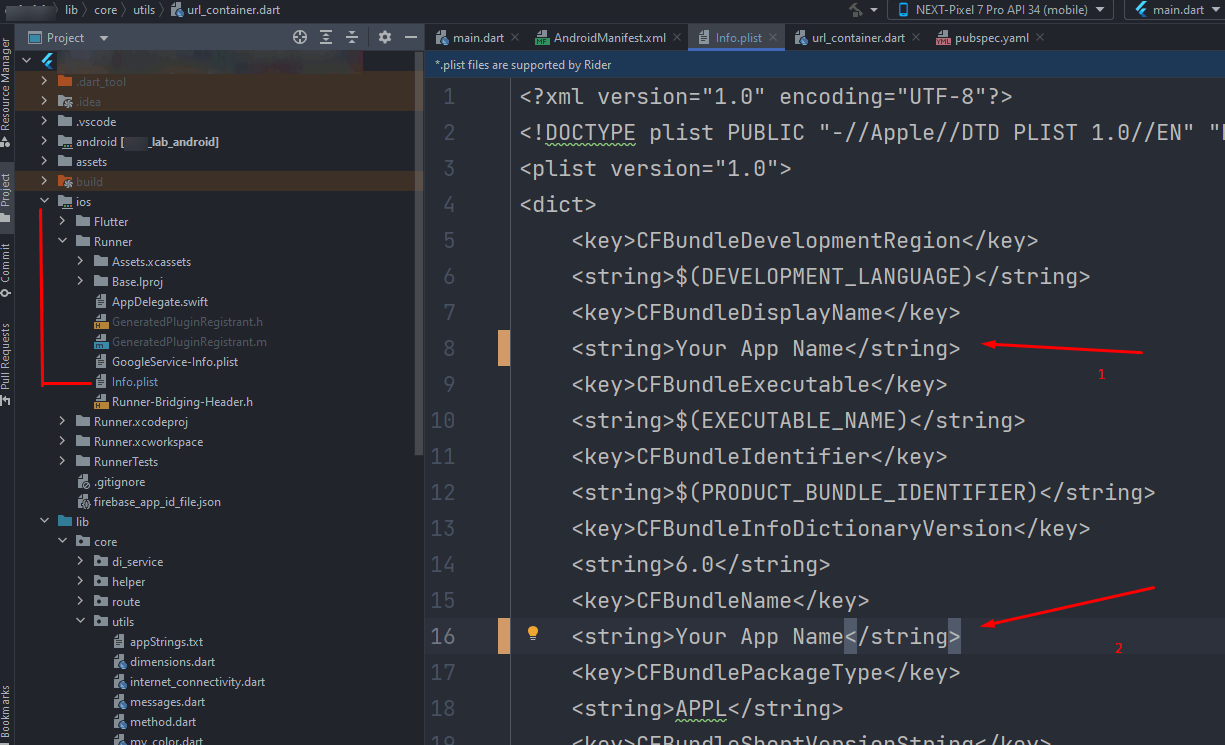 lib
core
utils
url_container.dart
NEXT-Pixel 7 Pro API 34 (mobile)
main.dart
Project
main.dart
AndroidManifest.xml
Info.plist
url_container.dart
pubspec.yaml
*.plist files are supported by Rider
Resource Manager
Project
Commit
Pull Requests
Bookmarks
.dart_tool
.idea
.vscode
android [ _lab_android]
assets
build
ios
Flutter
Runner
Assets.xcassets
Base.lproj
AppDelegate.swift
GeneratedPluginRegistrant.h
GeneratedPluginRegistrant.m
GoogleService-Info.plist
Info.plist
Runner-Bridging-Header.h
Runner.xcodeproj
Runner.xcworkspace
RunnerTests
.gitignore
firebase_app_id_file.json
lib
core
di_service
helper
route
utils
appStrings.txt
dimensions.dart
internet_connectivity.dart
messages.dart
method.dart
my_color.dart
1 <?xml version="1.0" encoding="UTF-8"?>
2 <!DOCTYPE plist PUBLIC "-//Apple//DTD PLIST 1.0//EN"
3 <plist version="1.0">
4 <dict>
5 <key>CFBundleDevelopmentRegion</key>
6 <string>$(DEVELOPMENT_LANGUAGE)</string>
7 <key>CFBundleDisplayName</key>
8 <string>Your App Name</string>
1
9 <key>CFBundleExecutable</key>
10 <string>$(EXECUTABLE_NAME)</string>
11 <key>CFBundleIdentifier</key>
12 <string>$(PRODUCT_BUNDLE_IDENTIFIER)</string>
13 <key>CFBundleInfoDictionaryVersion</key>
14 <string>6.0</string>
15 <key>CFBundleName</key>
16 <string>Your App Name</string>
2
17 <key>CFBundlePackageType</key>
18 <string>APPL</string>
19 <key>CFBundleShortVersionString</key>